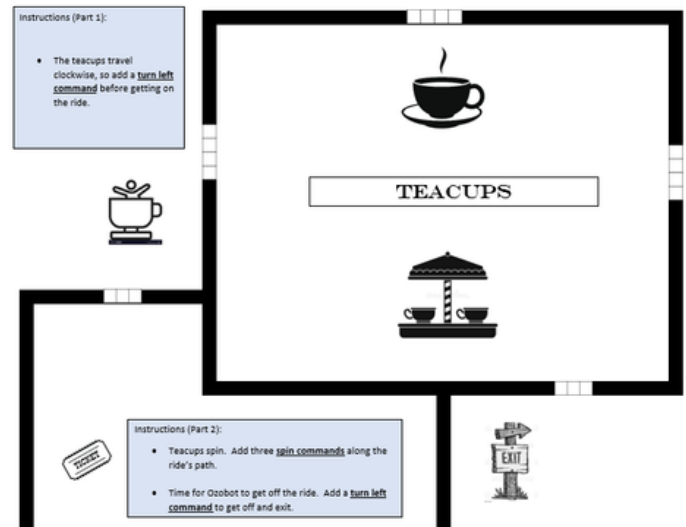 Instructions (Part 1):
• The teacups travel
clockwise, so add a turn left
command before getting on
the ride.
TEACUPS
Instructions (Part 2):
• Teacups spin. Add three spin commands along the
ride's path.
• Time for Ozobot to get off the ride. Add a turn left
command to get off and exit.
TICKET
EXIT